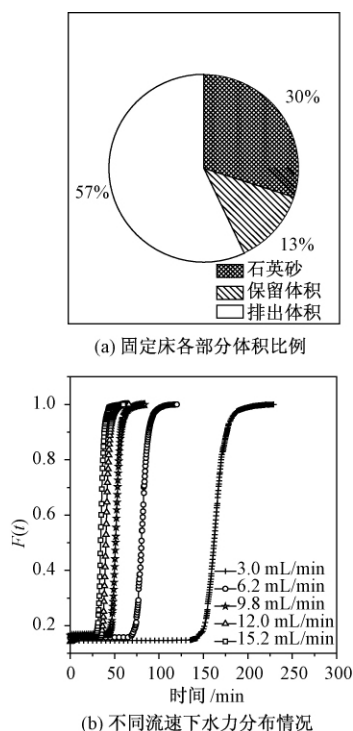 30%
57%
13%
石英砂
保留体积
排出体积
(a) 固定床各部分体积比例
1.0
0.8
0.6
0.4
0.2
F(t)
3.0 mL/min
6.2 mL/min
9.8 mL/min
12.0 mL/min
15.2 mL/min
0 50 100 150 200 250 300
时间 /min
(b) 不同流速下水力分布情况